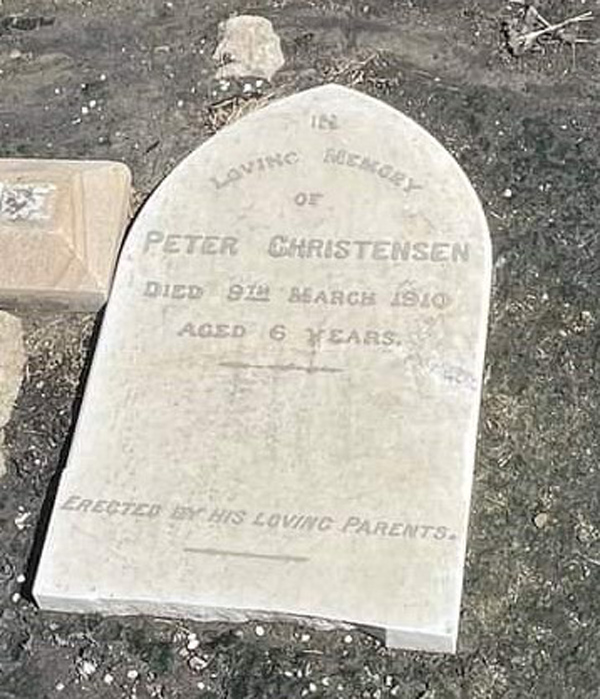 IN
LOVING MEMORY
OF
PETER CHRISTENSEN
DIED 9TH MARCH 1910
AGED 6 YEARS.
ERECTED BY HIS LOVING PARENTS.